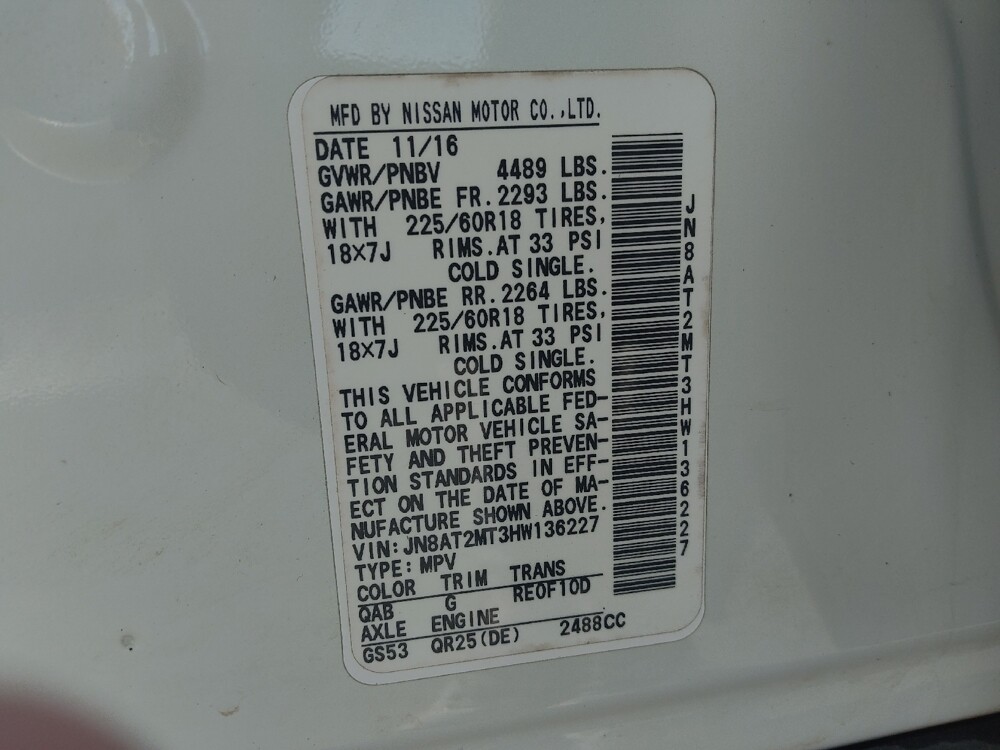 MFD BY NISSAN MOTOR CO.,LTD.
DATE 11/16
GVWR/PNBV 4489 LBS.
GAWR/PNBE FR. 2293 LBS.
WITH 225/60R18 TIRES,
18×7J RIMS.AT 33 PSI
COLD SINGLE.
GAWR/PNBE RR. 2264 LBS.
WITH 225/60R18 TIRES,
18×7J RIMS.AT 33 PSI
COLD SINGLE.
THIS VEHICLE CONFORMS
TO ALL APPLICABLE FED-
ERAL MOTOR VEHICLE SA-
FETY AND THEFT PREVEN-
TION STANDARDS IN EFF-
ECT ON THE DATE OF MA-
NUFACTURE SHOWN ABOVE.
VIN: JN8AT2MT3HW136227
TYPE: MPV
COLOR TRIM TRANS
QAB G RE0F10D
AXLE ENGINE
GS53 QR25(DE) 2488CC
JN8AT2MT3HW136227